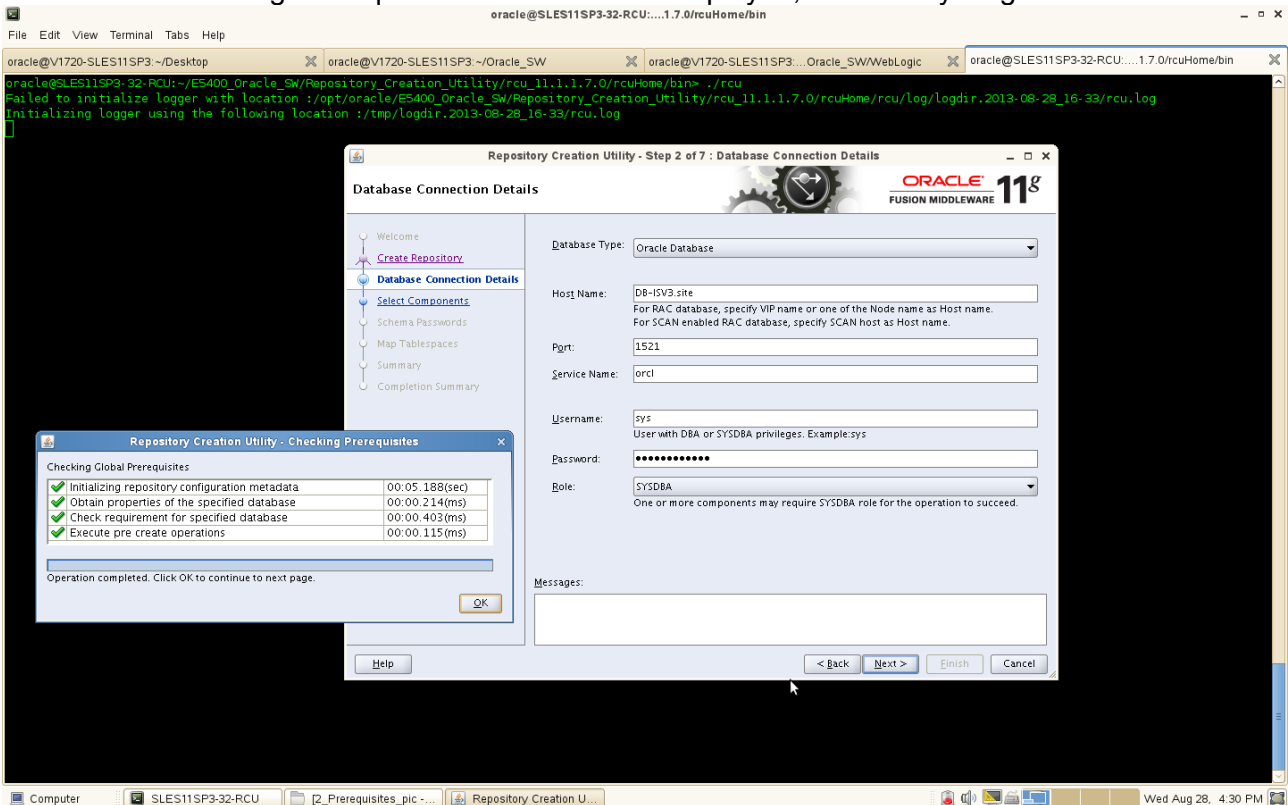 oracle@SLES11SP3-32-RCU:....1.7.0/rcuHome/bin
File Edit View Terminal Tabs Help
oracle@V1720-SLES11SP3:~/Desktop
oracle@V1720-SLES11SP3:~/Oracle_SW
oracle@V1720-SLES11SP3:...Oracle_SW/WebLogic
oracle@SLES11SP3-32-RCU:....1.7.0/rcuHome/bin
oracle@SLES11SP3-32-RCU:~/E5400_Oracle_SW/Repository_Creation_Utility/rcu_11.1.1.7.0/rcuHome/bin> ./rcu
Failed to initialize logger with location :/opt/oracle/E5400_Oracle_SW/Repository_Creation_Utility/rcu_11.1.1.7.0/rcuHome/rcu/log/logdir.2013-08-28_16-33/rcu.log
Initializing logger using the following location :/tmp/logdir.2013-08-28_16-33/rcu.log
Repository Creation Utility - Step 2 of 7 : Database Connection Details
Database Connection Details
ORACLE
FUSION MIDDLEWARE
11g
Welcome
Create Repository
Database Connection Details
Select Components
Schema Passwords
Map Tablespaces
Summary
Completion Summary
Database Type: Oracle Database
Host Name: DB-ISV3.site
For RAC database, specify VIP name or one of the Node name as Host name.
For SCAN enabled RAC database, specify SCAN host as Host name.
Port: 1521
Service Name: orcl
Username: sys
User with DBA or SYSDBA privileges. Example:sys
Password: ●●●●●●●●●●●●
Role: SYSDBA
One or more components may require SYSDBA role for the operation to succeed.
Messages:
Help
< Back Next > Finish Cancel
Repository Creation Utility - Checking Prerequisites
Checking Global Prerequisites
Initializing repository configuration metadata 00:05.188(sec)
Obtain properties of the specified database 00:00.214(ms)
Check requirement for specified database 00:00.403(ms)
Execute pre create operations 00:00.115(ms)
Operation completed. Click OK to continue to next page.
OK
Computer
SLES11SP3-32-RCU
[2_Prerequisites_pic -...
Repository Creation U...
Wed Aug 28, 4:30 PM